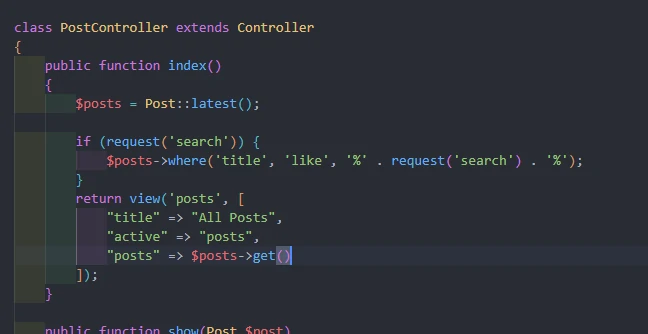 class PostController extends Controller
{
    public function index()
    {
        $posts = Post::latest();

        if (request('search')) {
            $posts->where('title', 'like', '%' . request('search') . '%');
        }
        return view('posts', [
            "title" => "All Posts",
            "active" => "posts",
            "posts" => $posts->get()
        ]);
    }

    public function show(Post $post)